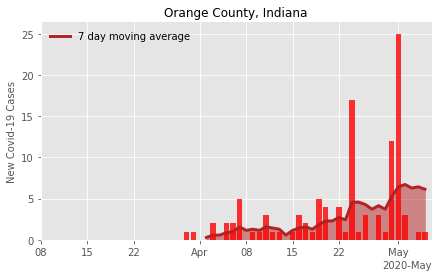 Orange County, Indiana
7 day moving average
New Covid-19 Cases
25
20
15
10
5
0
08 15 22 Apr 08 15 22 May
2020-May